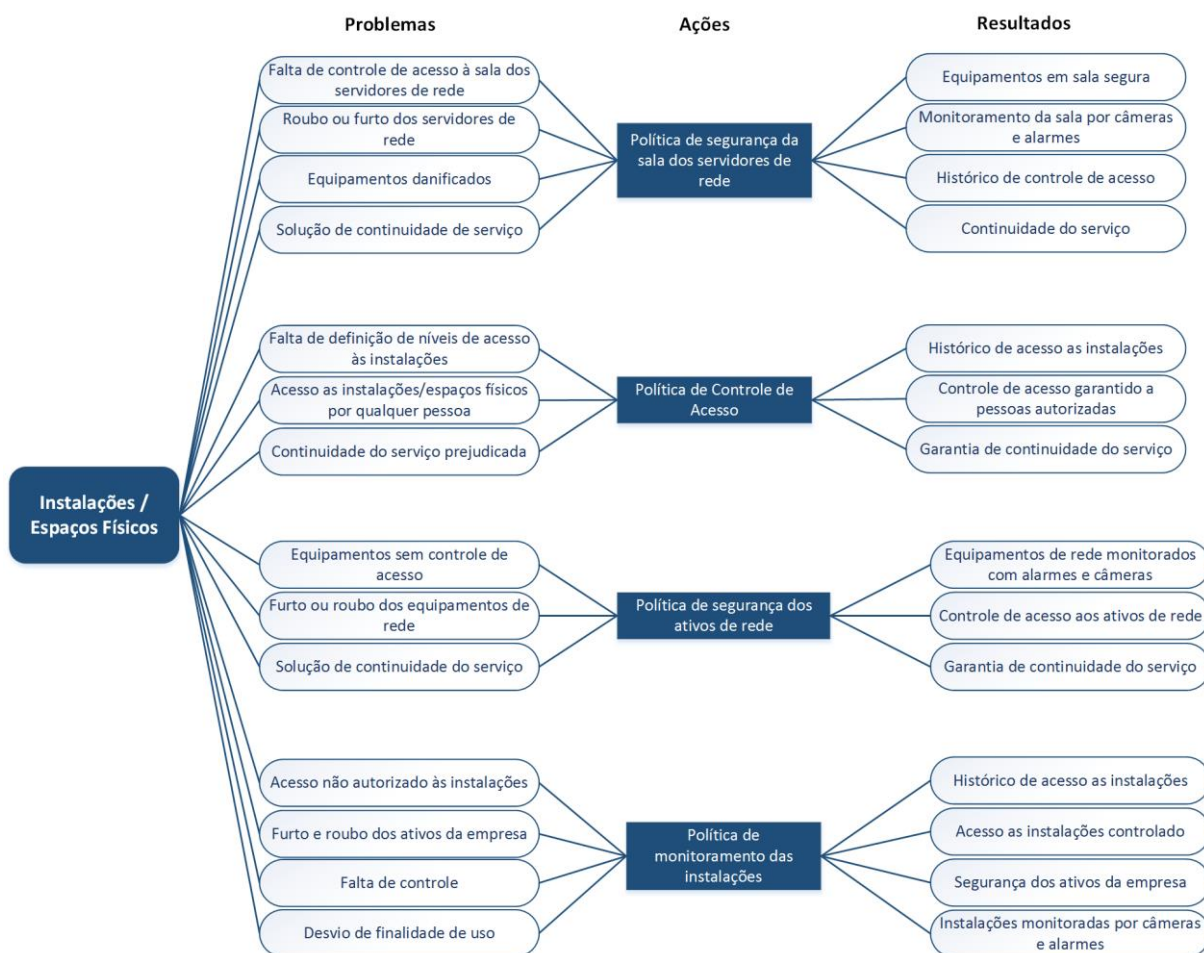 Problemas
Ações
Resultados
Instalações /
Espaços Físicos
Falta de controle de acesso à sala dos
servidores de rede
Roubo ou furto dos servidores de
rede
Equipamentos danificados
Solução de continuidade de serviço
Política de segurança da
sala dos servidores de
rede
Equipamentos em sala segura
Monitoramento da sala por câmeras
e alarmes
Histórico de controle de acesso
Continuidade do serviço
Falta de definição de níveis de acesso
às instalações
Acesso as instalações/espaços físicos
por qualquer pessoa
Continuidade do serviço prejudicada
Política de Controle de
Acesso
Histórico de acesso as instalações
Controle de acesso garantido a
pessoas autorizadas
Garantia de continuidade do serviço
Equipamentos sem controle de
acesso
Furto ou roubo dos equipamentos de
rede
Solução de continuidade do serviço
Política de segurança dos
ativos de rede
Equipamentos de rede monitorados
com alarmes e câmeras
Controle de acesso aos ativos de rede
Garantia de continuidade do serviço
Acesso não autorizado às instalações
Furto e roubo dos ativos da empresa
Falta de controle
Desvio de finalidade de uso
Política de
monitoramento das
instalações
Histórico de acesso as instalações
Acesso as instalações controlado
Segurança dos ativos da empresa
Instalações monitoradas por câmeras
e alarmes